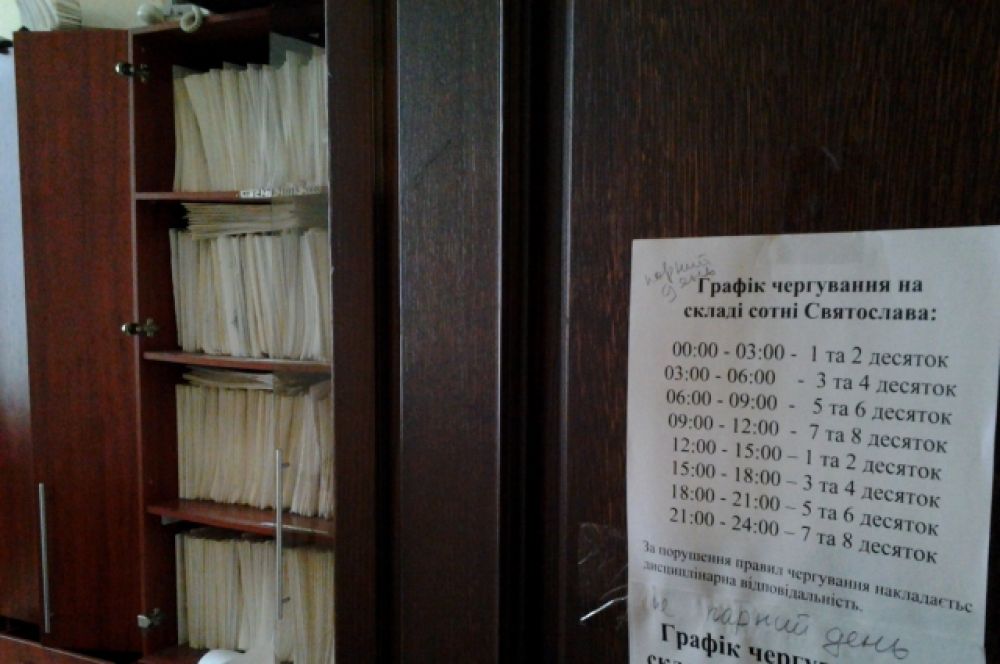 парний
день
Графік чергування на
складі сотні Святослава:
00:00 - 03:00 - 1 та 2 десяток
03:00 - 06:00 - 3 та 4 десяток
06:00 - 09:00 - 5 та 6 десяток
09:00 - 12:00 - 7 та 8 десяток
12:00 - 15:00 – 1 та 2 десяток
15:00 - 18:00 – 3 та 4 десяток
18:00 - 21:00 – 5 та 6 десяток
21:00 - 24:00 – 7 та 8 десяток
За порушення правил чергування накладаєтьс
дисциплінарна відповідальність.
не парний день
Графік чергу